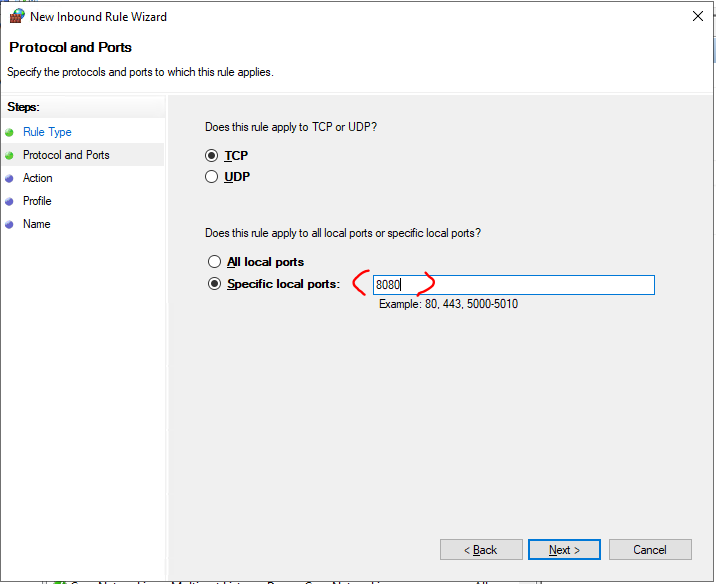 New Inbound Rule Wizard
Protocol and Ports
Specify the protocols and ports to which this rule applies.
Steps:
Rule Type
Protocol and Ports
Action
Profile
Name
Does this rule apply to TCP or UDP?
TCP
UDP
Does this rule apply to all local ports or specific local ports?
All local ports
Specific local ports:
8080
Example: 80, 443, 5000-5010
< Back
Next >
Cancel